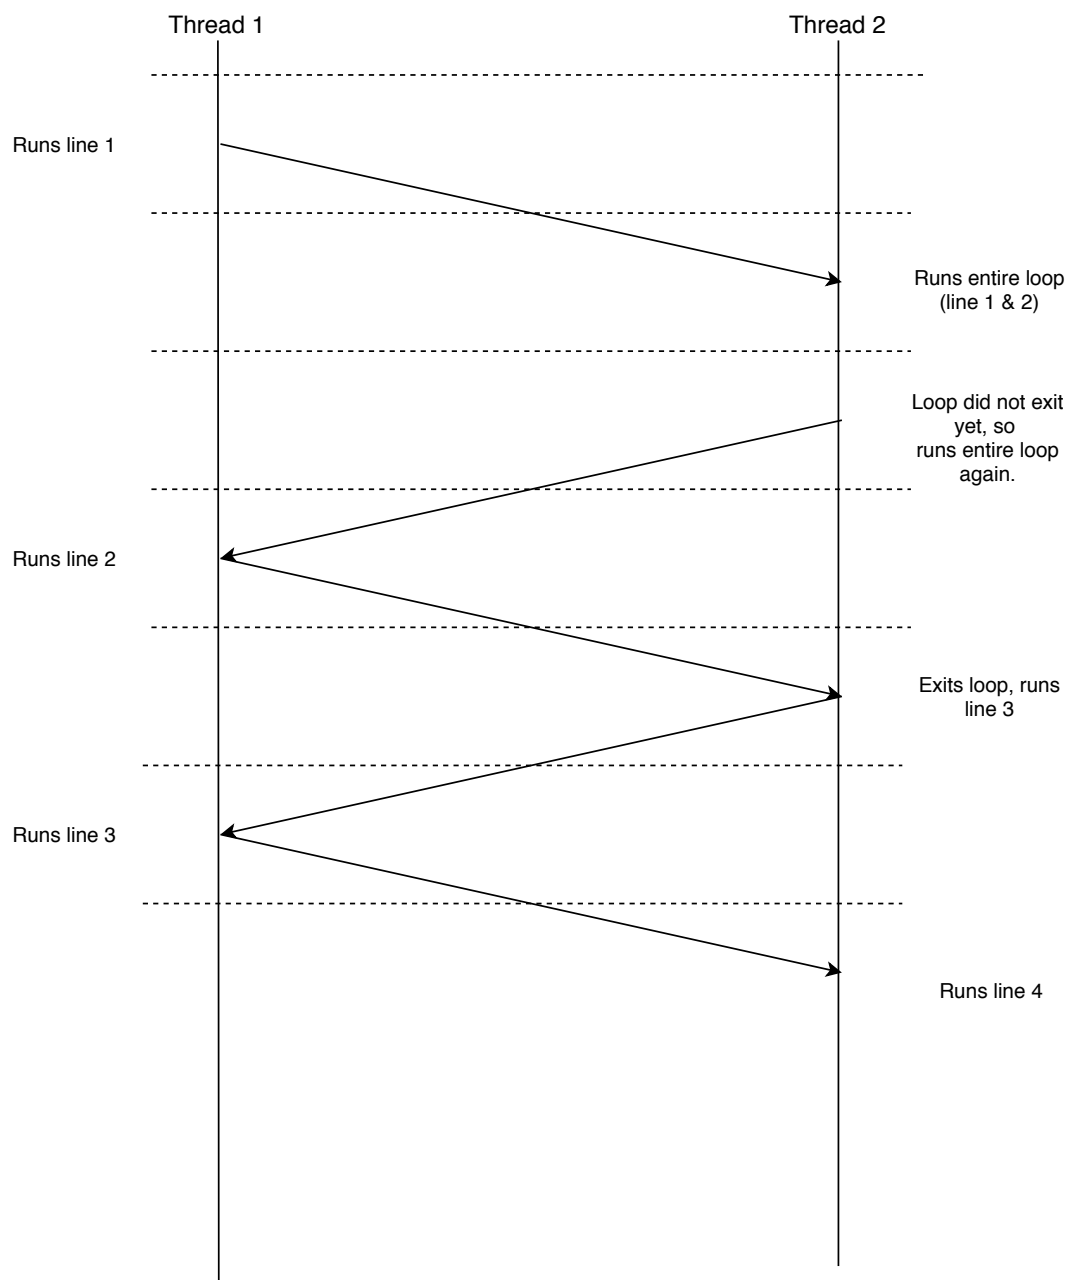 Thread 1
Thread 2
Runs line 1
Runs entire loop
(line 1 & 2)
Loop did not exit
yet, so
runs entire loop
again.
Runs line 2
Exits loop, runs
line 3
Runs line 3
Runs line 4